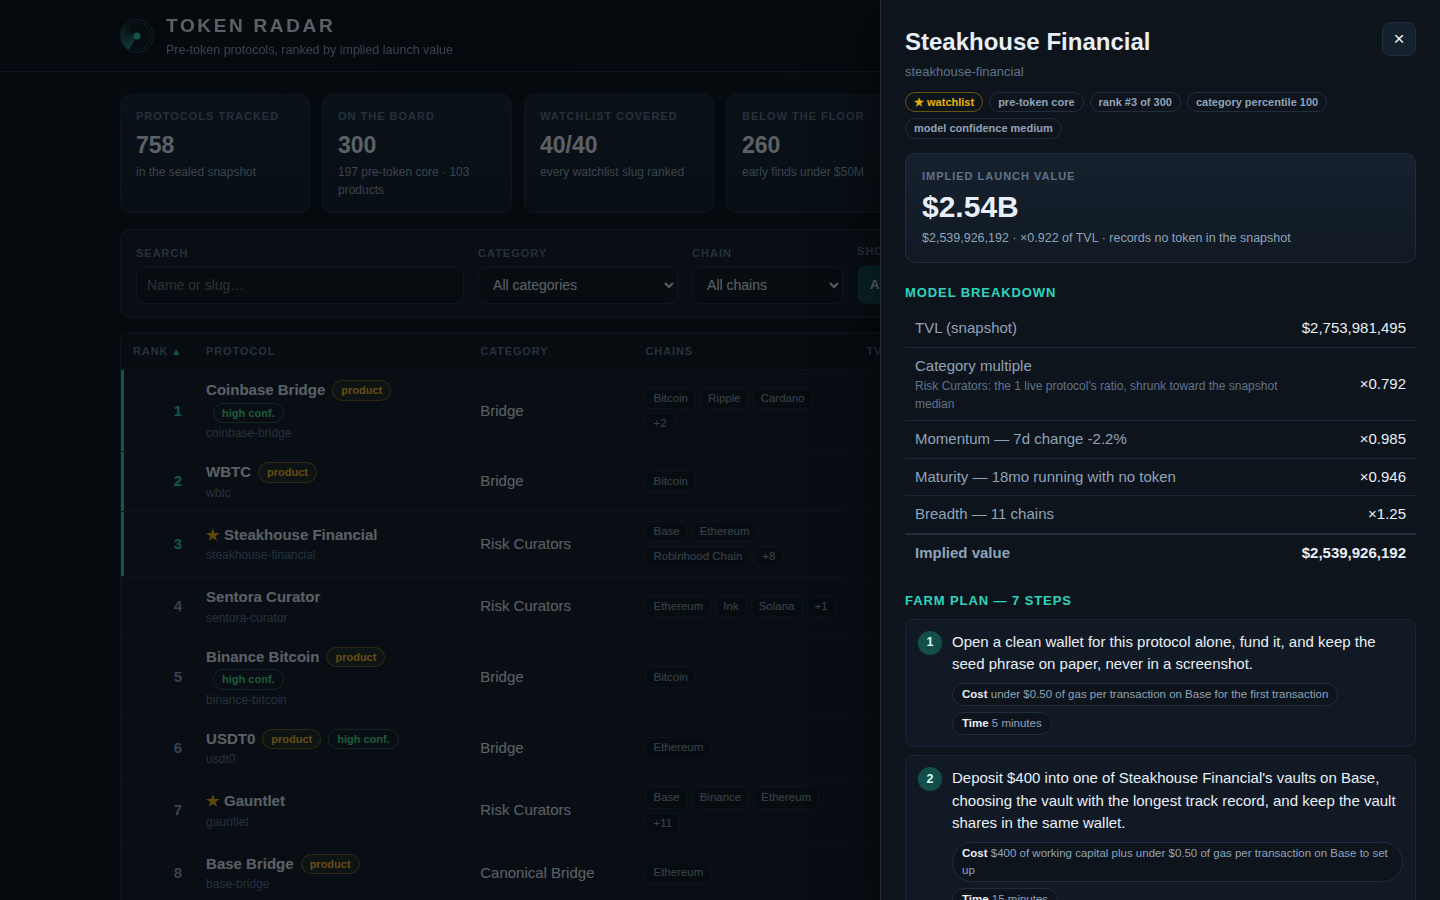 TOKEN RADAR
Pre-token protocols, ranked by implied launch value
PROTOCOLS TRACKED
758
in the sealed snapshot
ON THE BOARD
300
197 pre-token core · 103
products
WATCHLIST COVERED
40/40
every watchlist slug ranked
BELOW THE FLOOR
260
early finds under $50M
SEARCH
Name or slug…
CATEGORY
All categories
CHAIN
All chains
RANK ▲
PROTOCOL
CATEGORY
CHAINS
1
Coinbase Bridge product
high conf.
coinbase-bridge
Bridge
Bitcoin Ripple Cardano
+2
2
WBTC product
wbtc
Bridge
Bitcoin
3
★ Steakhouse Financial
steakhouse-financial
Risk Curators
Base Ethereum
Robinhood Chain +8
4
Sentora Curator
sentora-curator
Risk Curators
Ethereum Ink Solana +1
5
Binance Bitcoin product
high conf.
binance-bitcoin
Bridge
Bitcoin
6
USDT0 product high conf.
usdt0
Bridge
Ethereum
7
★ Gauntlet
gauntlet
Risk Curators
Base Binance Ethereum
+11
8
Base Bridge product
base-bridge
Canonical Bridge
Ethereum
Steakhouse Financial
×
steakhouse-financial
★ watchlist pre-token core rank #3 of 300 category percentile 100
model confidence medium
IMPLIED LAUNCH VALUE
$2.54B
$2,539,926,192 · ×0.922 of TVL · records no token in the snapshot
MODEL BREAKDOWN
TVL (snapshot) $2,753,981,495
Category multiple
Risk Curators: the 1 live protocol's ratio, shrunk toward the snapshot
median
×0.792
Momentum — 7d change -2.2% ×0.985
Maturity — 18mo running with no token ×0.946
Breadth — 11 chains ×1.25
Implied value $2,539,926,192
FARM PLAN — 7 STEPS
1
Open a clean wallet for this protocol alone, fund it, and keep the
seed phrase on paper, never in a screenshot.
Cost under $0.50 of gas per transaction on Base for the first transaction
Time 5 minutes
2
Deposit $400 into one of Steakhouse Financial's vaults on Base,
choosing the vault with the longest track record, and keep the vault
shares in the same wallet.
Cost $400 of working capital plus under $0.50 of gas per transaction on Base to set
up
Time 15 minutes